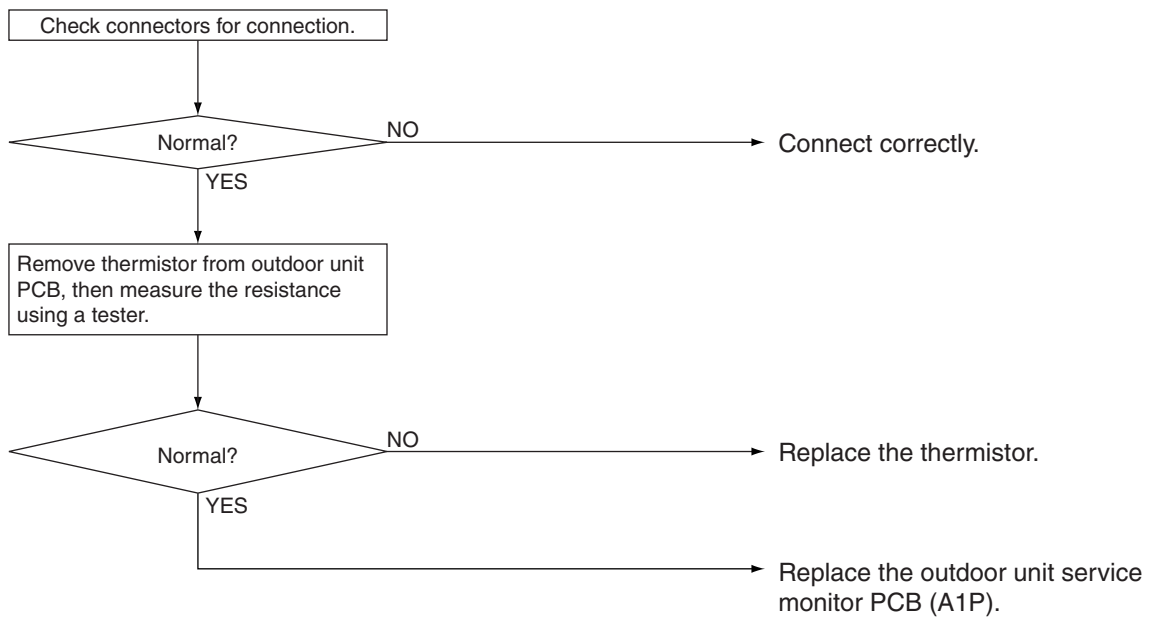 Check connectors for connection.
Normal?
NO
Connect correctly.
YES
Remove thermistor from outdoor unit
PCB, then measure the resistance
using a tester.
Normal?
NO
Replace the thermistor.
YES
Replace the outdoor unit service
monitor PCB (A1P).